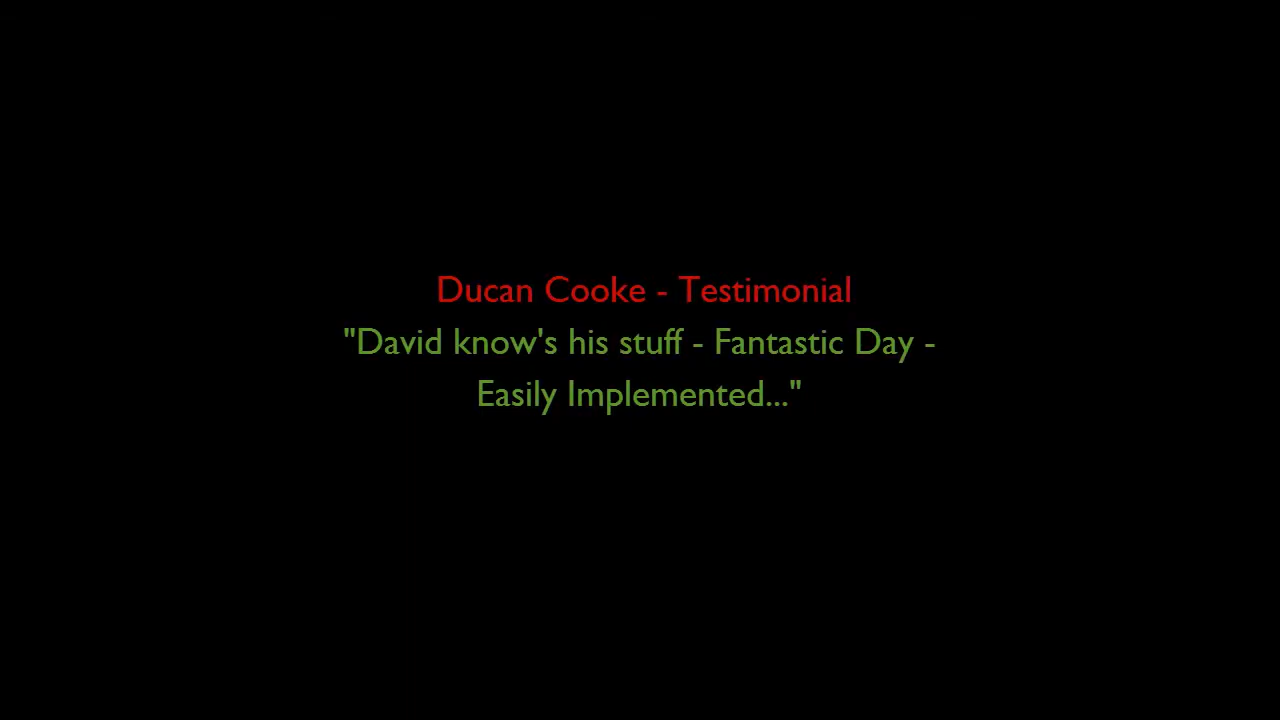 Ducan Cooke - Testimonial
"David know's his stuff - Fantastic Day -
Easily Implemented..."